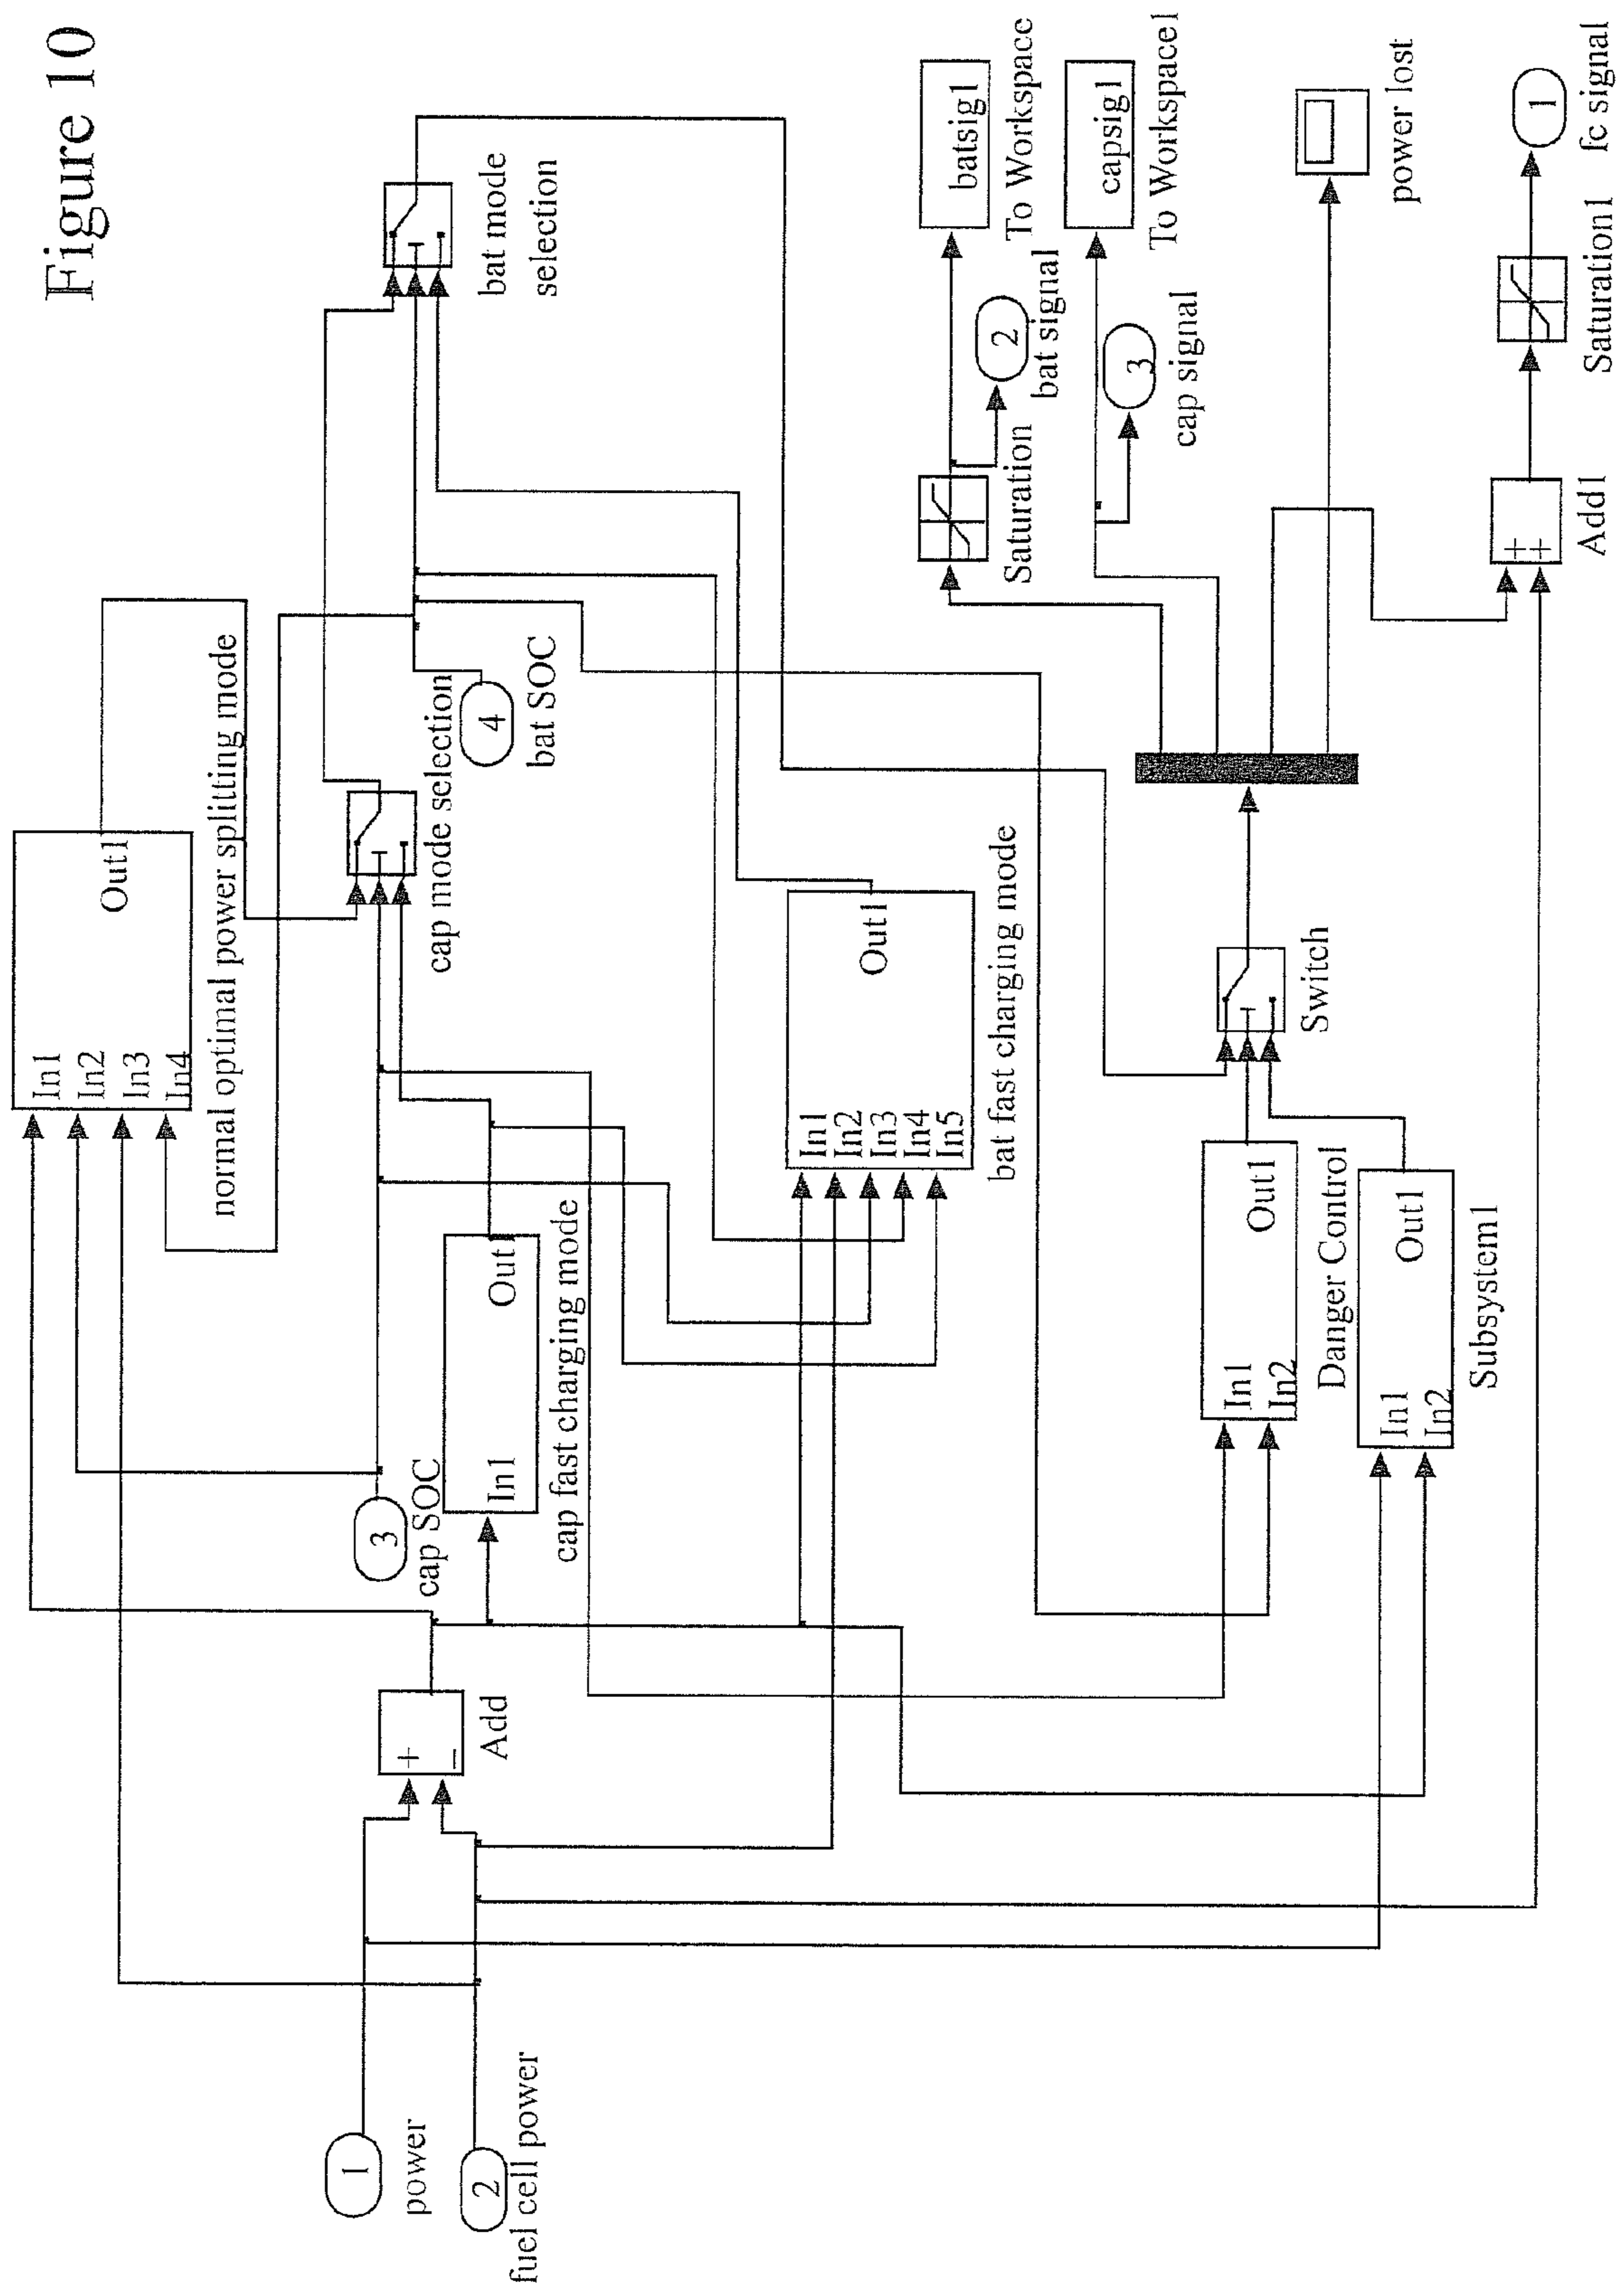 Figure 10
In1
In2
In3
In4
Out1
normal optimal power splitting mode
3
cap SOC
cap mode selection
4
bat SOC
bat mode
selection
1
power
2
fuel cell power
+
−
Add
In1
Out1
cap fast charging mode
In1
In2
In3
In4
In5
Out1
bat fast charging mode
In1
In2
Out1
Danger Control
In1
In2
Out1
Subsystem1
Switch
Saturation
batsig1
To Workspace
2
bat signal
capsig1
To Workspace1
3
cap signal
power lost
+
+
Add1
Saturation1
1
fc signal